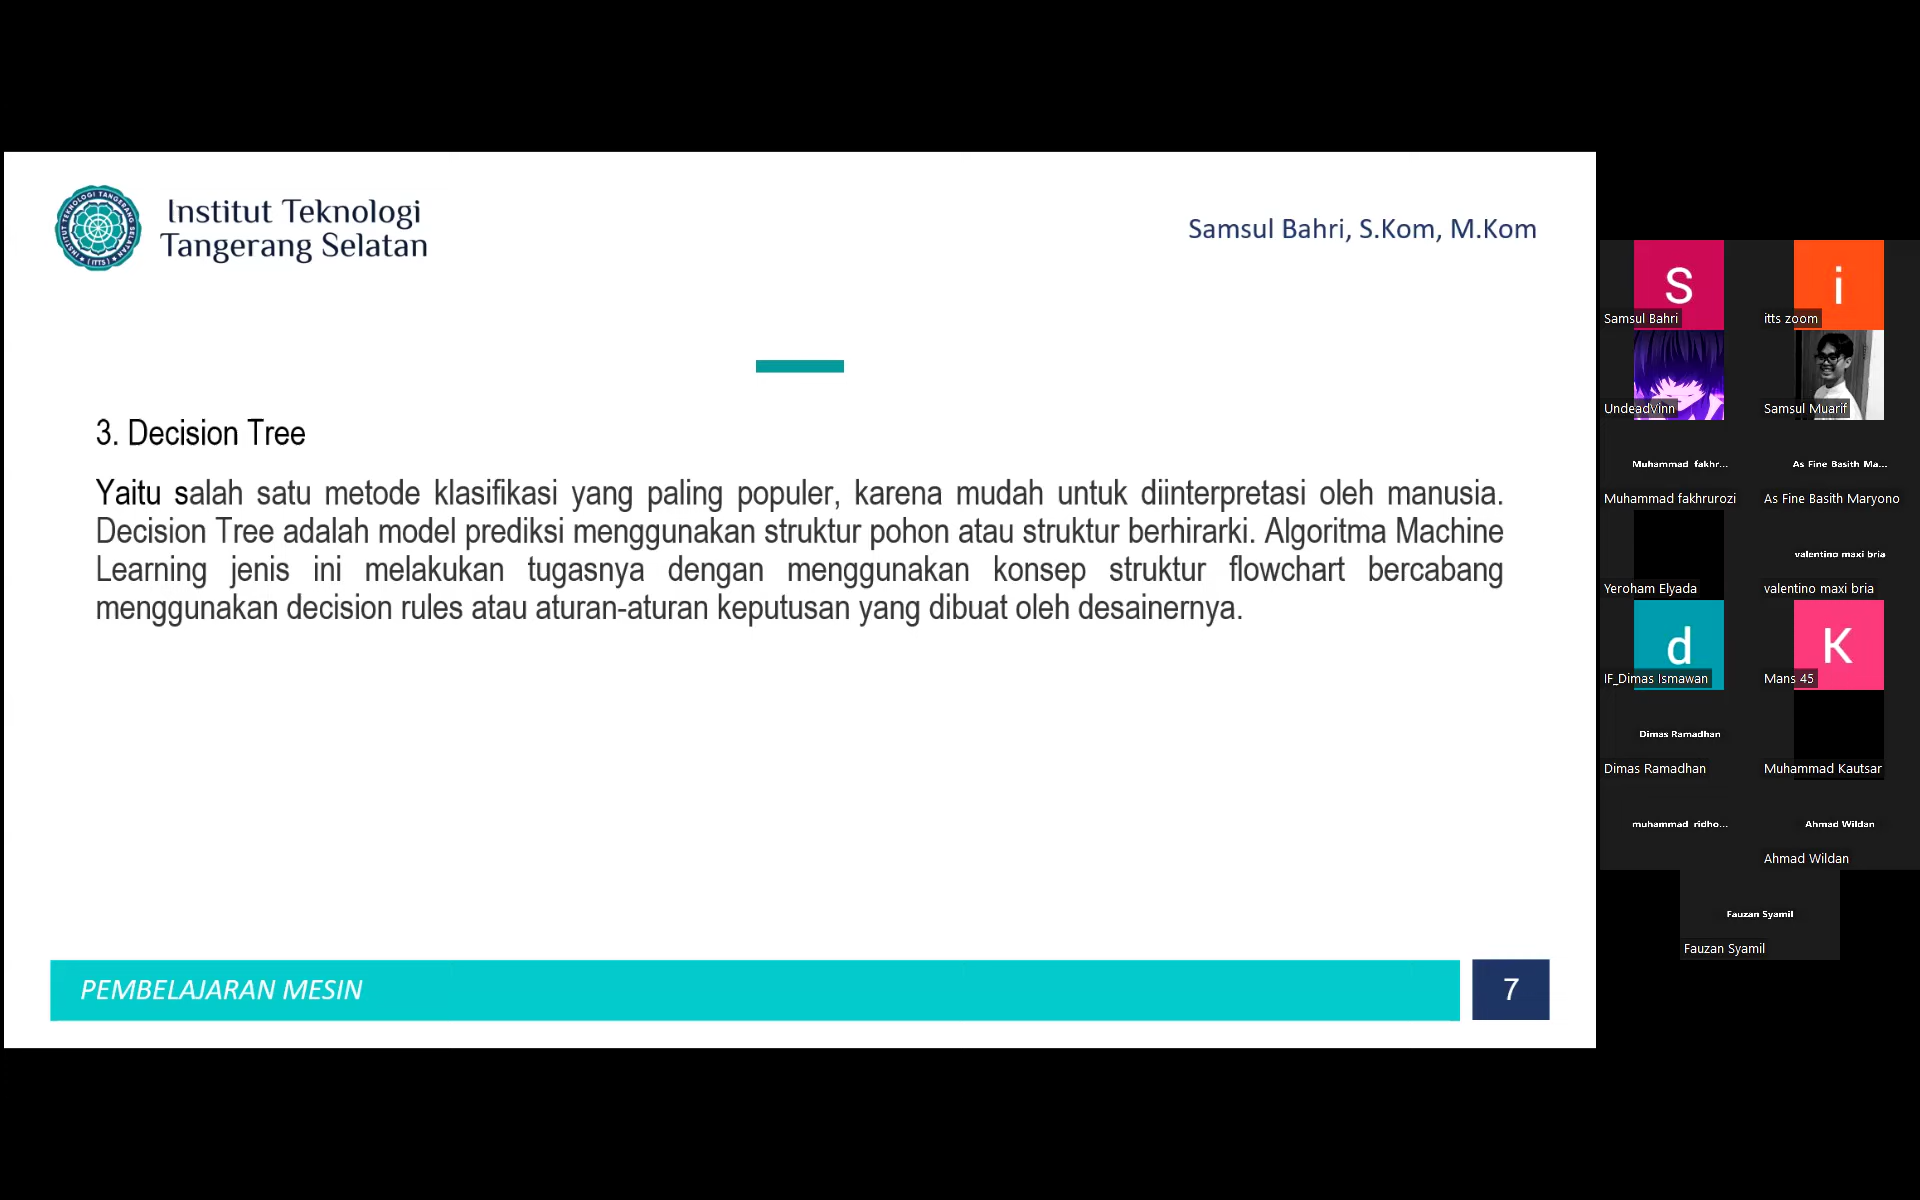 Institut Teknologi
Tangerang Selatan
INSTITUT TEKNOLOGI TANGERANG SELATAN
( ITTS )
Samsul Bahri, S.Kom, M.Kom
3. Decision Tree
Yaitu salah satu metode klasifikasi yang paling populer, karena mudah untuk diinterpretasi oleh manusia.
Decision Tree adalah model prediksi menggunakan struktur pohon atau struktur berhirarki. Algoritma Machine
Learning jenis ini melakukan tugasnya dengan menggunakan konsep struktur flowchart bercabang
menggunakan decision rules atau aturan-aturan keputusan yang dibuat oleh desainernya.
PEMBELAJARAN MESIN
7
S
Samsul Bahri
i
itts zoom
UndeadVinn
Samsul Muarif
Muhammad fakhr...
Muhammad fakhrurozi
As Fine Basith Ma...
As Fine Basith Maryono
Yeroham Elyada
valentino maxi bria
valentino maxi bria
d
IF_Dimas Ismawan
K
Mans 45
Dimas Ramadhan
Dimas Ramadhan
Muhammad Kautsar
muhammad ridho...
Ahmad Wildan
Ahmad Wildan
Fauzan Syamil
Fauzan Syamil